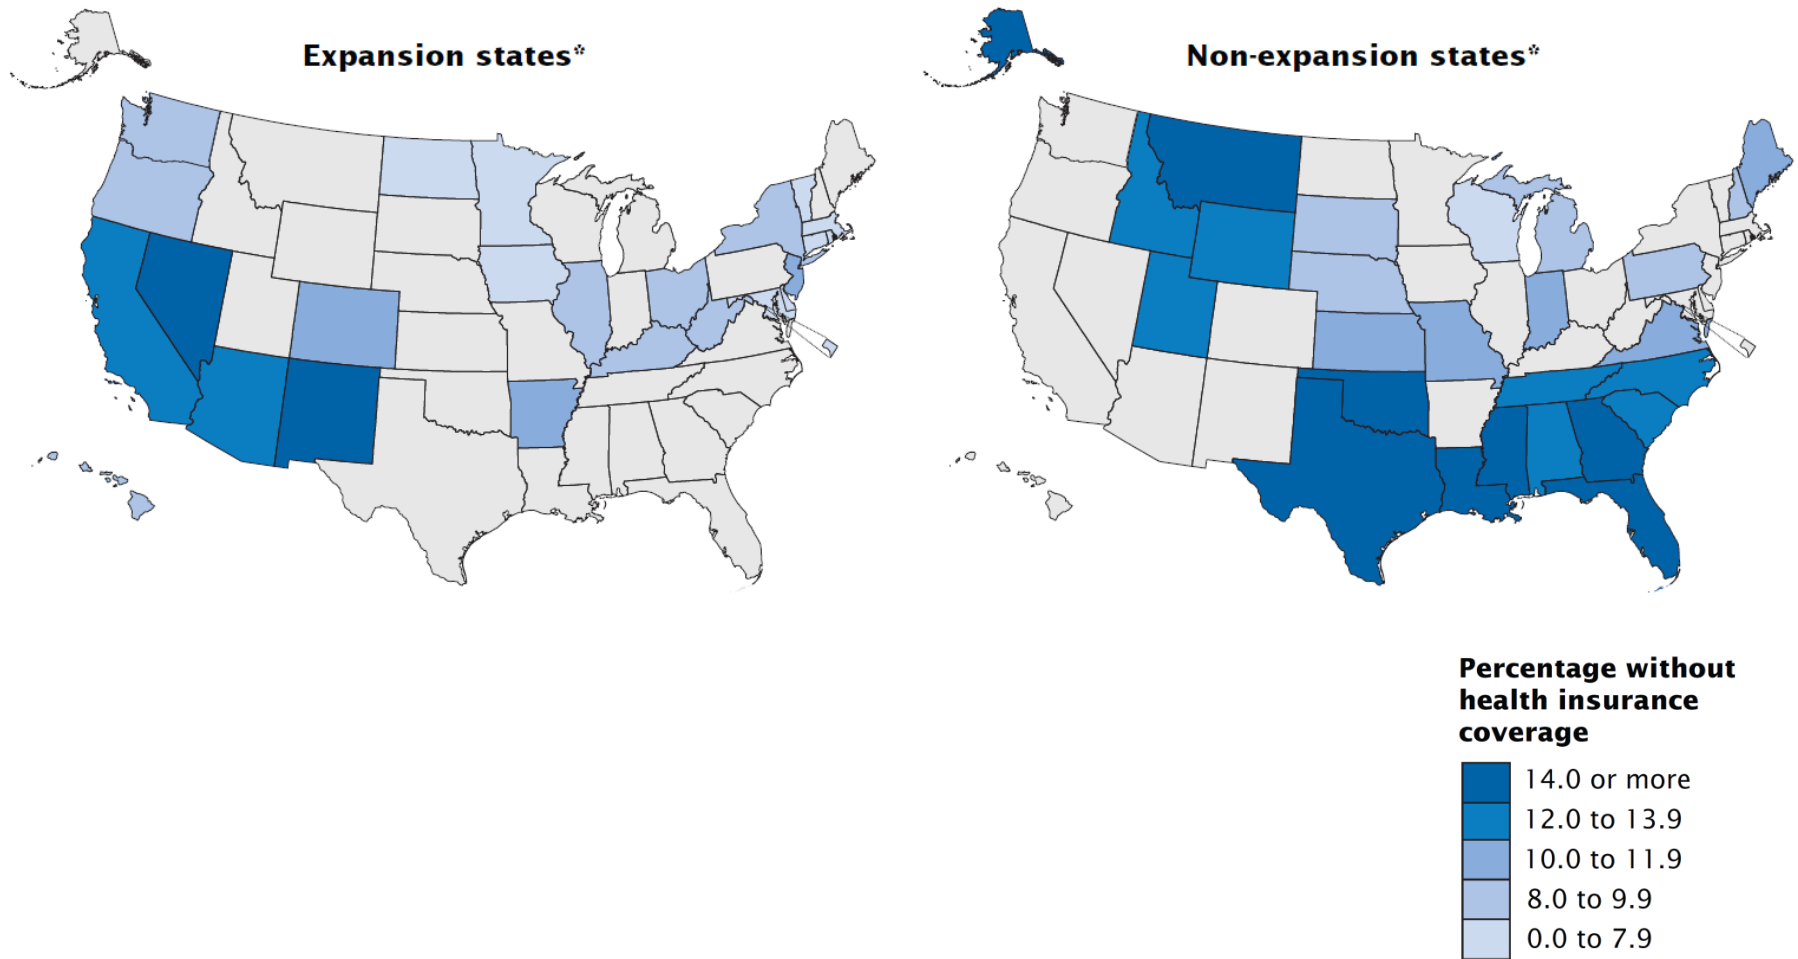 Expansion states*
Non-expansion states*
Percentage without
health insurance
coverage
14.0 or more
12.0 to 13.9
10.0 to 11.9
8.0 to 9.9
0.0 to 7.9